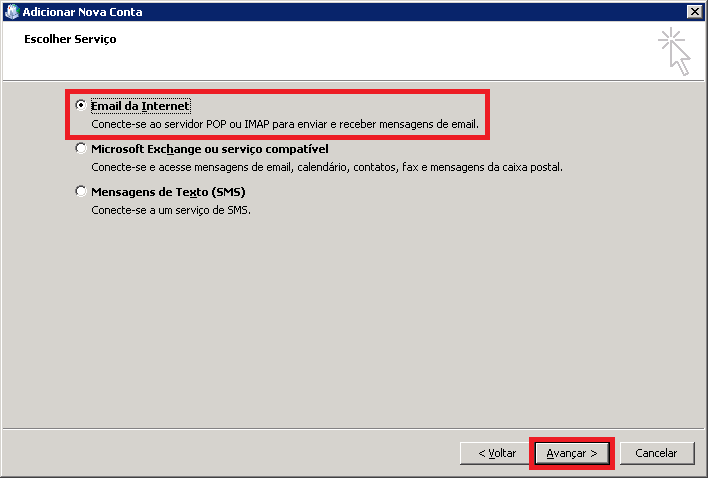 Adicionar Nova Conta
Escolher Serviço
Email da Internet
Conecte-se ao servidor POP ou IMAP para enviar e receber mensagens de email.
Microsoft Exchange ou serviço compatível
Conecte-se e acesse mensagens de email, calendário, contatos, fax e mensagens da caixa postal.
Mensagens de Texto (SMS)
Conecte-se a um serviço de SMS.
< Voltar Avançar > Cancelar